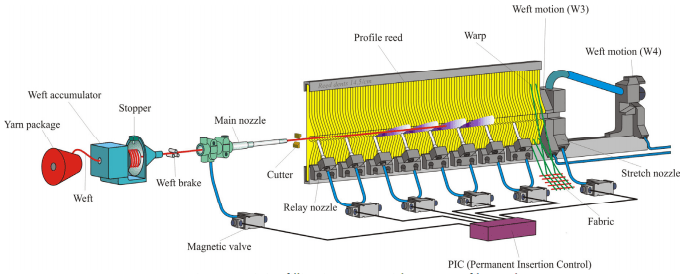 Weft motion (W3)
Profile reed
Warp
Weft motion (W4)
Weft accumulator
Stopper
Yarn package
Main nozzle
Weft
Weft brake
Cutter
Stretch nozzle
Relay nozzle
Fabric
Magnetic valve
PIC (Permanent Insertion Control)